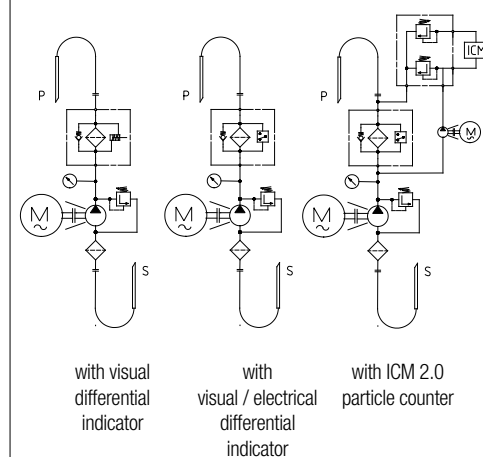 ICM
P
P
P
M
M
M
M
S
S
S
with visual
differential
indicator
with
visual / electrical
differential
indicator
with ICM 2.0
particle counter